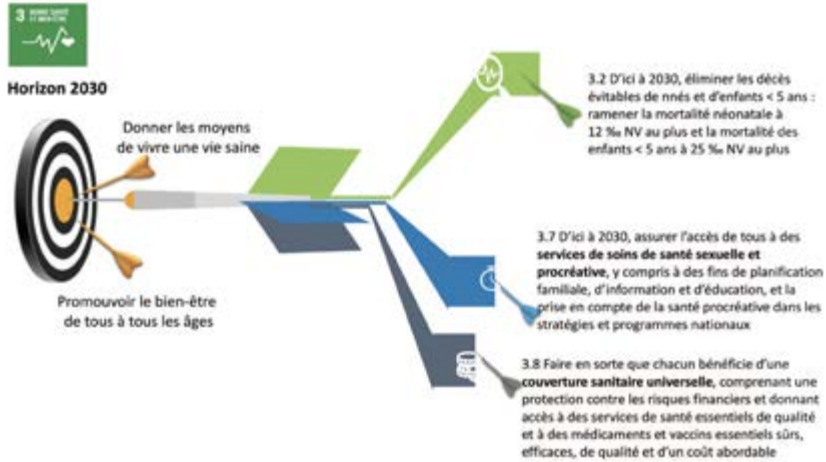 3 BONNE SANTÉ
ET BIEN-ÊTRE
Horizon 2030
Donner les moyens
de vivre une vie saine
Promouvoir le bien-être
de tous à tous les âges
3.2 D'ici à 2030, éliminer les décès
évitables de nnés et d'enfants < 5 ans :
ramener la mortalité néonatale à
12 ‰ NV au plus et la mortalité des
enfants < 5 ans à 25 ‰ NV au plus
3.7 D'ici à 2030, assurer l'accès de tous à des
services de soins de santé sexuelle et
procréative, y compris à des fins de planification
familiale, d'information et d'éducation, et la
prise en compte de la santé procréative dans les
stratégies et programmes nationaux
3.8 Faire en sorte que chacun bénéficie d'une
couverture sanitaire universelle, comprenant une
protection contre les risques financiers et donnant
accès à des services de santé essentiels de qualité
et à des médicaments et vaccins essentiels sûrs,
efficaces, de qualité et d'un coût abordable